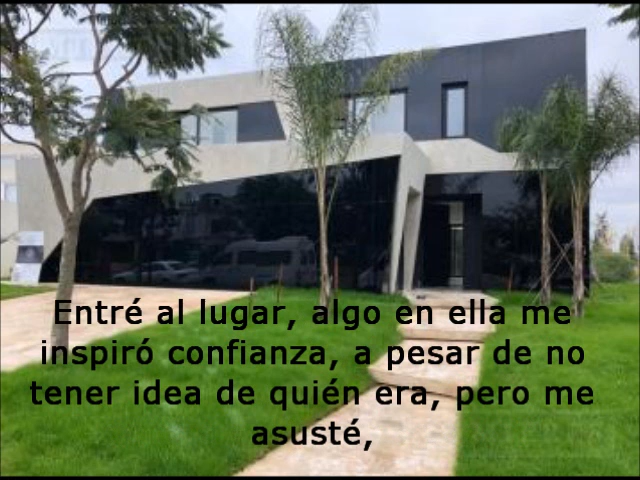 Entré al lugar, algo en ella me
inspiró confianza, a pesar de no
tener idea de quién era, pero me
asusté,